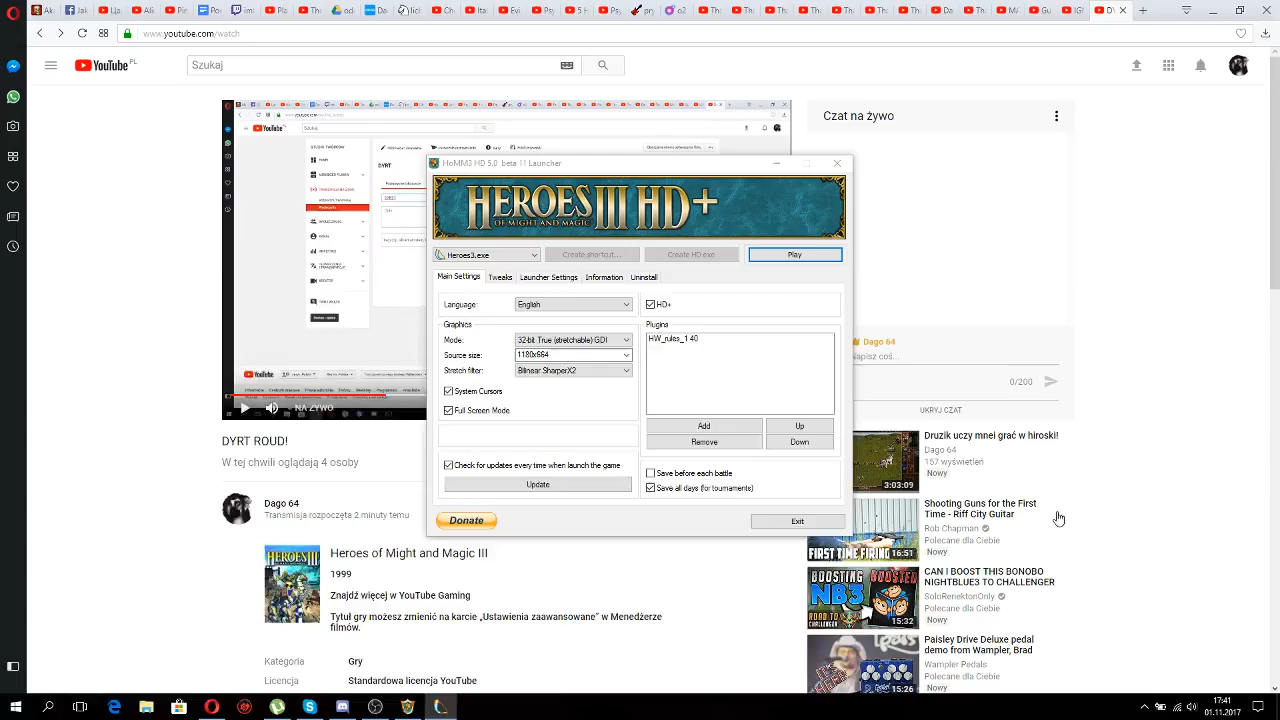 www.youtube.com/watch
YouTube PL
Szukaj
Czat na żywo
HoMM3 HD 5.0 beta 11 Launcher
HEROES III HD+
OF MIGHT AND MAGIC
Heroes3.exe
Create shortcut...
Create HD.exe
Play
Main Settings
Tweaks
Launcher Settings
Information
Uninstall
Language:
English
HD+
Graphics
Mode:
32-bit True (stretchable) GDI
Source size:
1180x664
Stretch filter:
Bilinear SharperX2
System Cursors
Full Screen Mode
Plugins
HW_rules_1 40
Add
Up
Remove
Down
Check for updates every time when launch the game
Update
Save before each battle
Save all days (for tournaments)
Donate
Exit
Dago 64
Napisz coś...
0/200
UKRYJ CZAT
NA ŻYWO
DYRT ROUD!
W tej chwili oglądają 4 osoby
Dago 64
Transmisja rozpoczęta 2 minuty temu
Heroes of Might and Magic III
1999
Znajdź więcej w YouTube Gaming
Tytuł gry możesz zmienić na karcie „Ustawienia zaawansowane” w Menedżerze
filmów.
Kategoria
Gry
Licencja
Standardowa licencja YouTube
Druzik uczy mnei grać w hiroski!
Dago 64
157 wyświetleń
Nowy
3:03:09
Shooting Guns for the First
Time - Riff City Guitar
Rob Chapman
Polecane dla Ciebie
Nowy
FIRST TIME FIRING
16:51
CAN I BOOST THIS BONOBO
NIGHTBLUE3 TO CHALLENGER
SoloRenektonOnly
Polecane dla Ciebie
Nowy
BOOSTING
NB3
BOOSTED
ROAD TO
CHALLENGER
15:32
Paisley Drive Deluxe pedal
demo from Wampler, Brad
Wampler Pedals
Polecane dla Ciebie
Nowy
15:26
17:41
01.11.2017